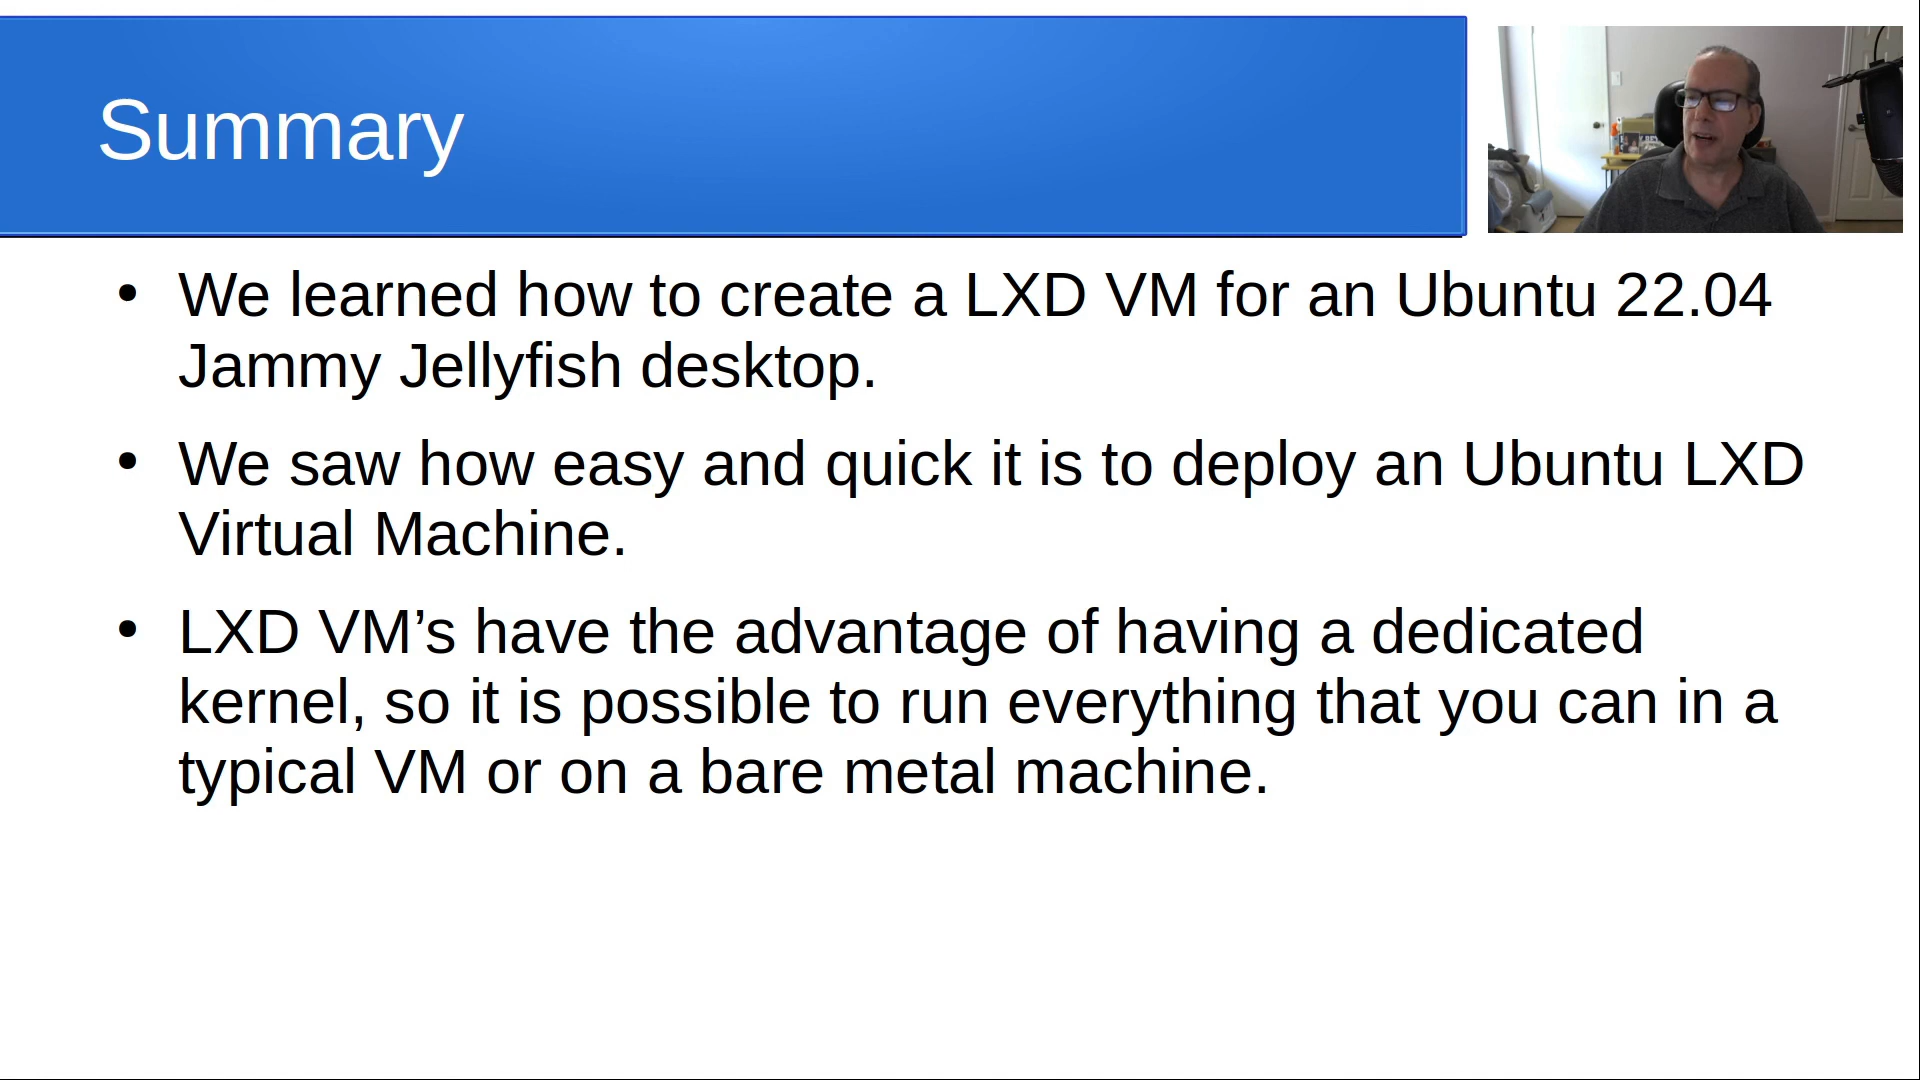 Summary
• We learned how to create a LXD VM for an Ubuntu 22.04
Jammy Jellyfish desktop.
• We saw how easy and quick it is to deploy an Ubuntu LXD
Virtual Machine.
• LXD VM’s have the advantage of having a dedicated
kernel, so it is possible to run everything that you can in a
typical VM or on a bare metal machine.